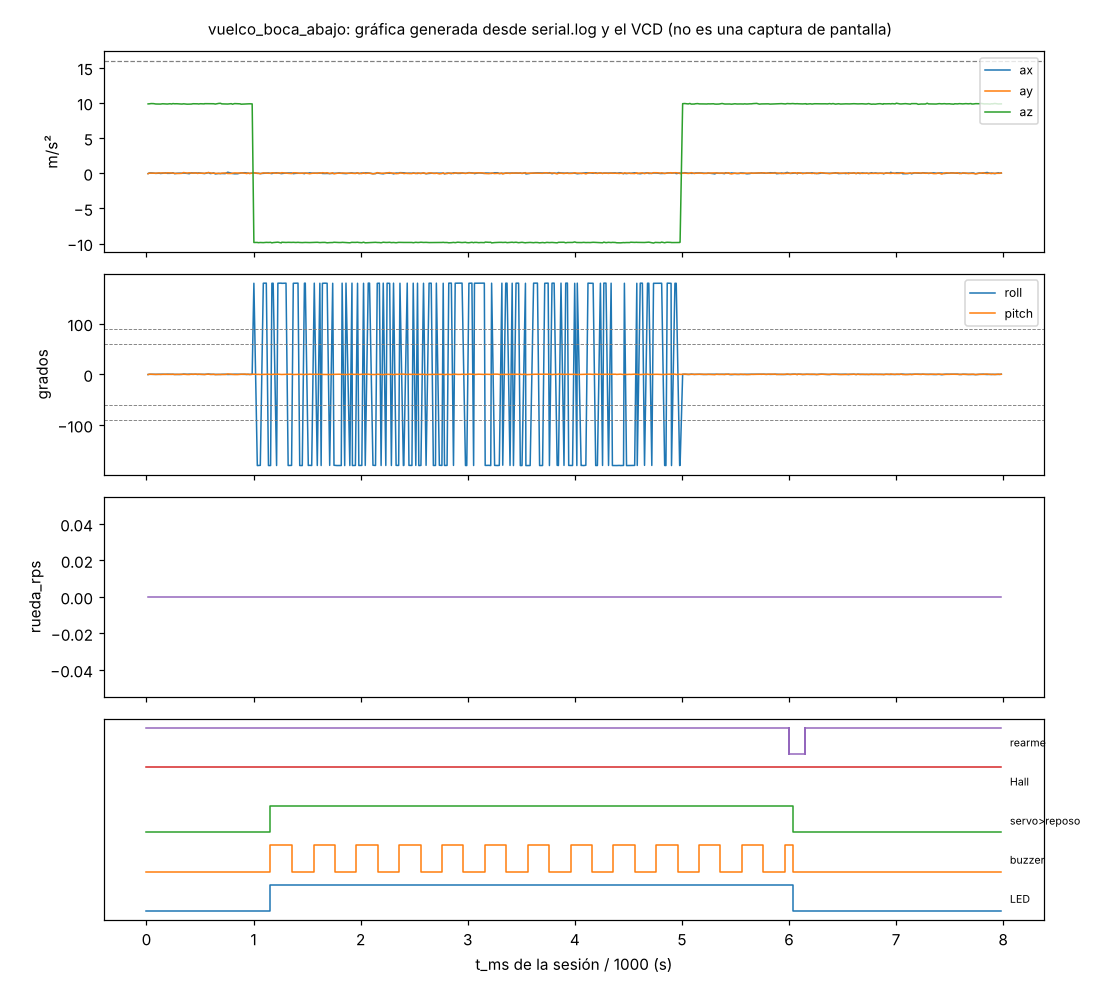 vuelco_boca_abajo: gráfica generada desde serial.log y el VCD (no es una captura de pantalla)
15
10
5
0
−5
−10
m/s²
ax
ay
az
100
0
−100
grados
roll
pitch
0.04
0.02
0.00
−0.02
−0.04
rueda_rps
rearme
Hall
servo>reposo
buzzer
LED
0 1 2 3 4 5 6 7 8
t_ms de la sesión / 1000 (s)